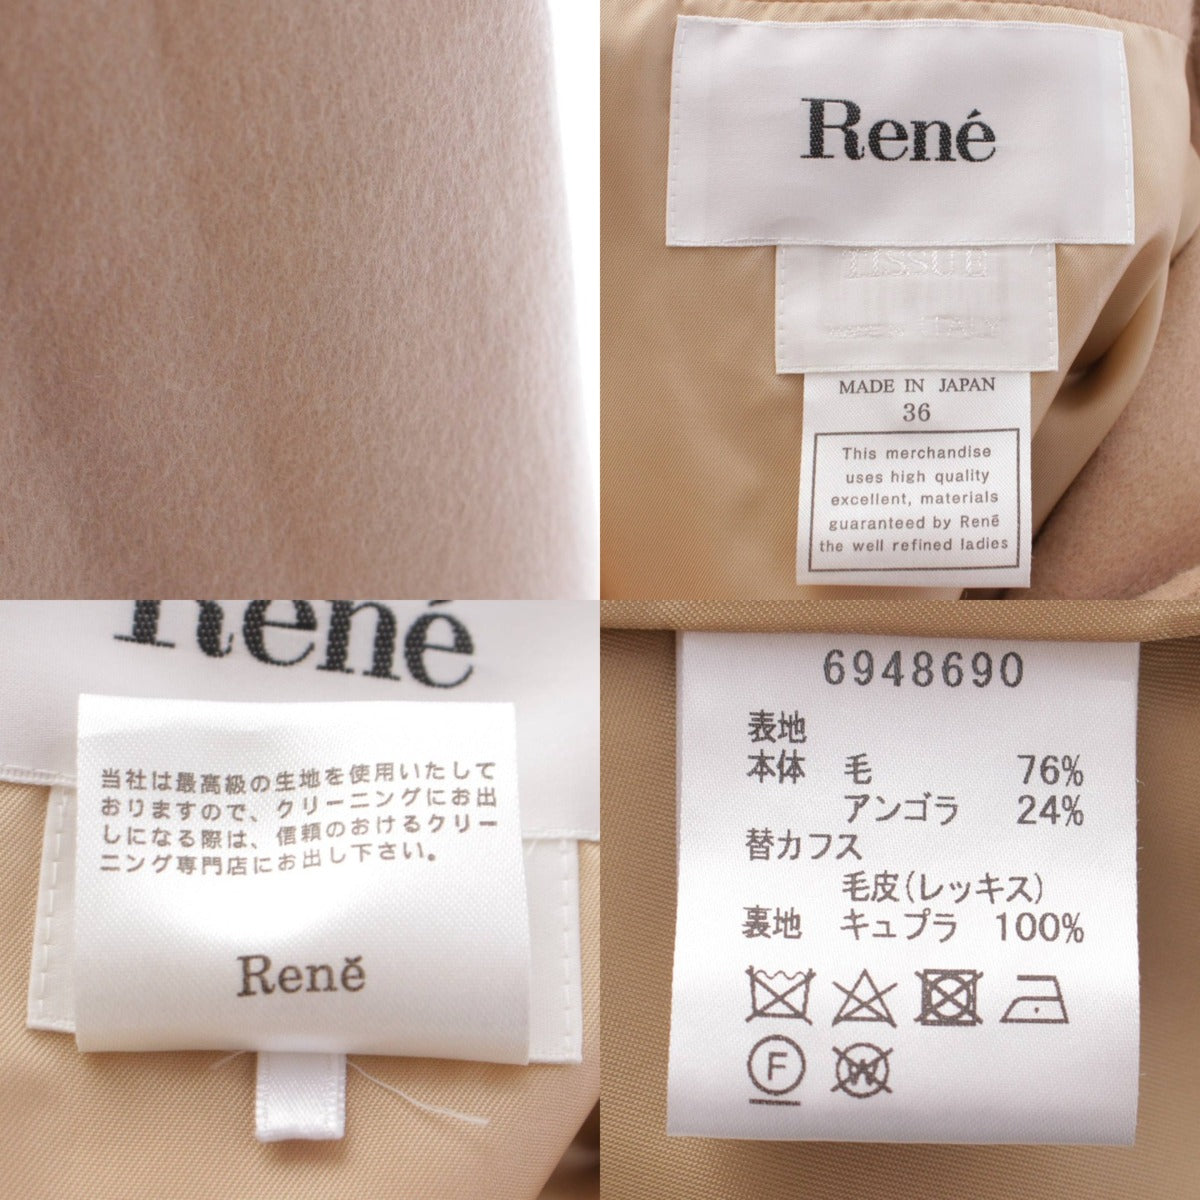 René
TISSUE
MADE IN ITALY
MADE IN JAPAN
36
This merchandise
uses high quality
excellent, materials
guaranteed by René
the well refined ladies
René
当社は最高級の生地を使用いたして
おりますので、クリーニングにお出
しになる際は、信頼のおけるクリー
ニング専門店にお出し下さい。
René
6948690
表地
本体 毛 76%
アンゴラ 24%
替カフス
毛皮(レッキス)
裏地 キュプラ 100%
F
W